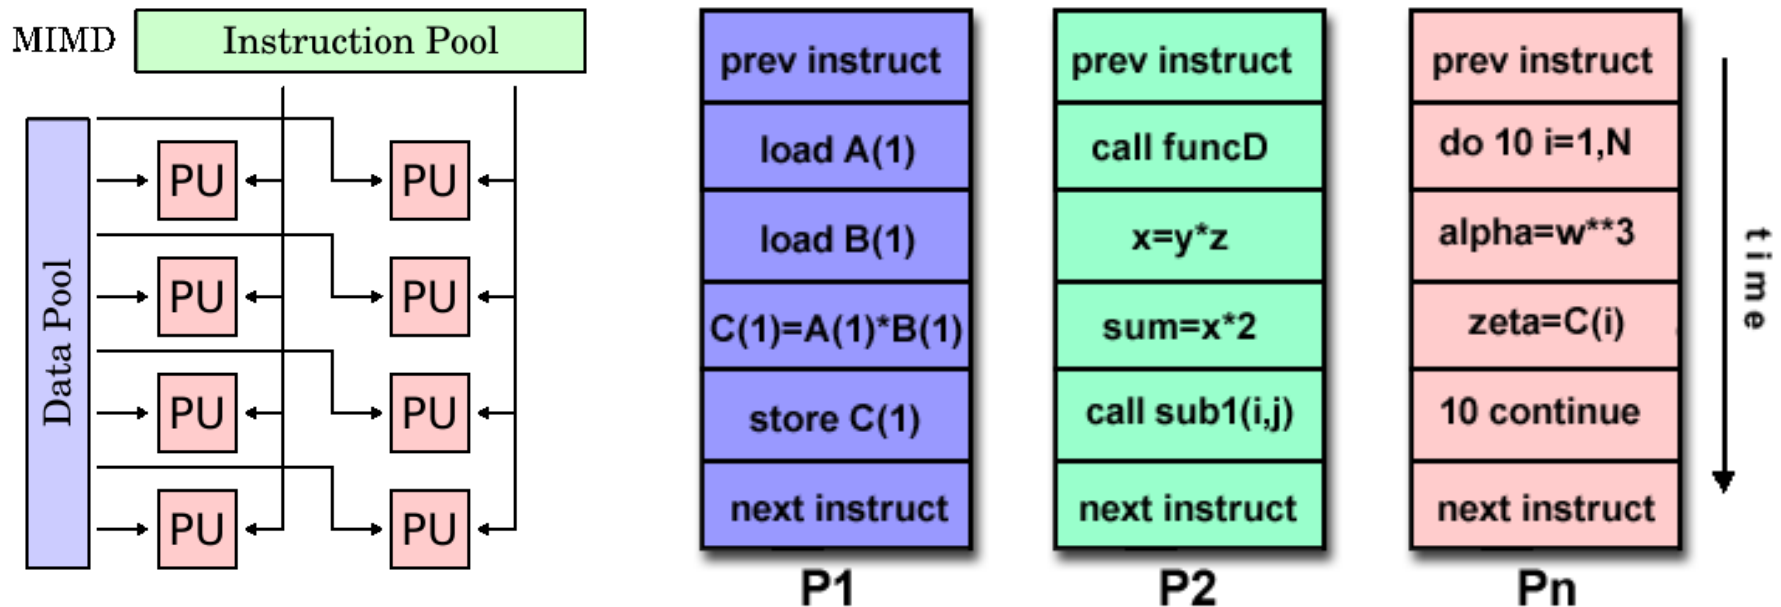 MIMD
Instruction Pool
Data Pool
PU
PU
PU
PU
PU
PU
PU
PU
prev instruct
load A(1)
load B(1)
C(1)=A(1)*B(1)
store C(1)
next instruct
P1
prev instruct
call funcD
x=y*z
sum=x*2
call sub1(i,j)
next instruct
P2
prev instruct
do 10 i=1,N
alpha=w**3
zeta=C(i)
10 continue
next instruct
Pn
time